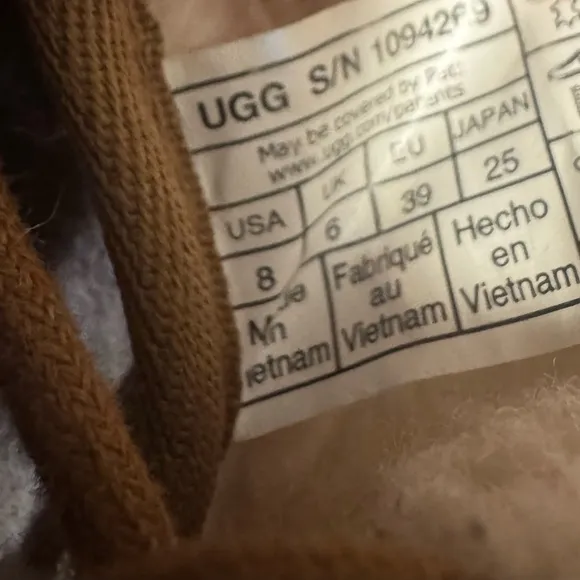 UGG S/N 10942
May be covered by Pat:
www.ugg.com/patents
USA UK EU JAPAN
8 6 39 25
Fabriqué Hecho
au en
Vietnam Vietnam